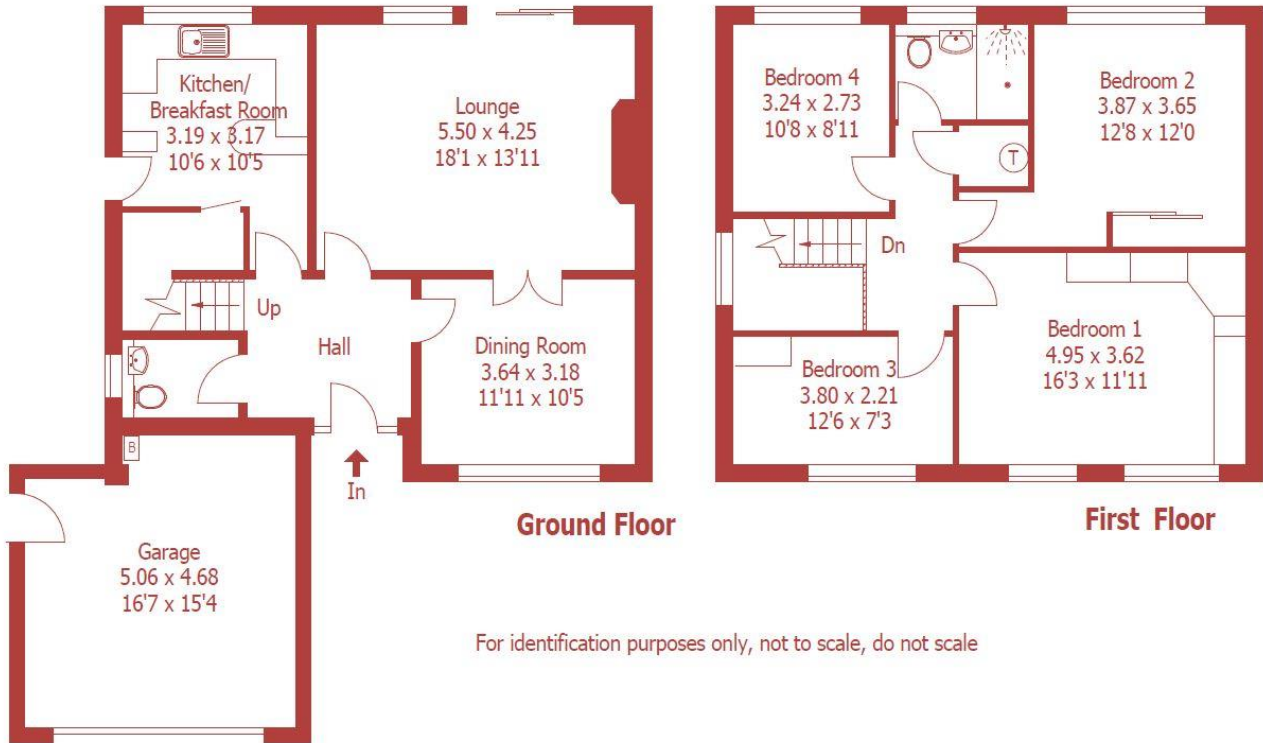 Kitchen/
Breakfast Room
3.19 x 3.17
10'6 x 10'5
Lounge
5.50 x 4.25
18'1 x 13'11
Up
Hall
Dining Room
3.64 x 3.18
11'11 x 10'5
B
In
Garage
5.06 x 4.68
16'7 x 15'4
Ground Floor
Bedroom 4
3.24 x 2.73
10'8 x 8'11
Bedroom 2
3.87 x 3.65
12'8 x 12'0
T
Dn
Bedroom 1
4.95 x 3.62
16'3 x 11'11
Bedroom 3
3.80 x 2.21
12'6 x 7'3
First Floor
For identification purposes only, not to scale, do not scale